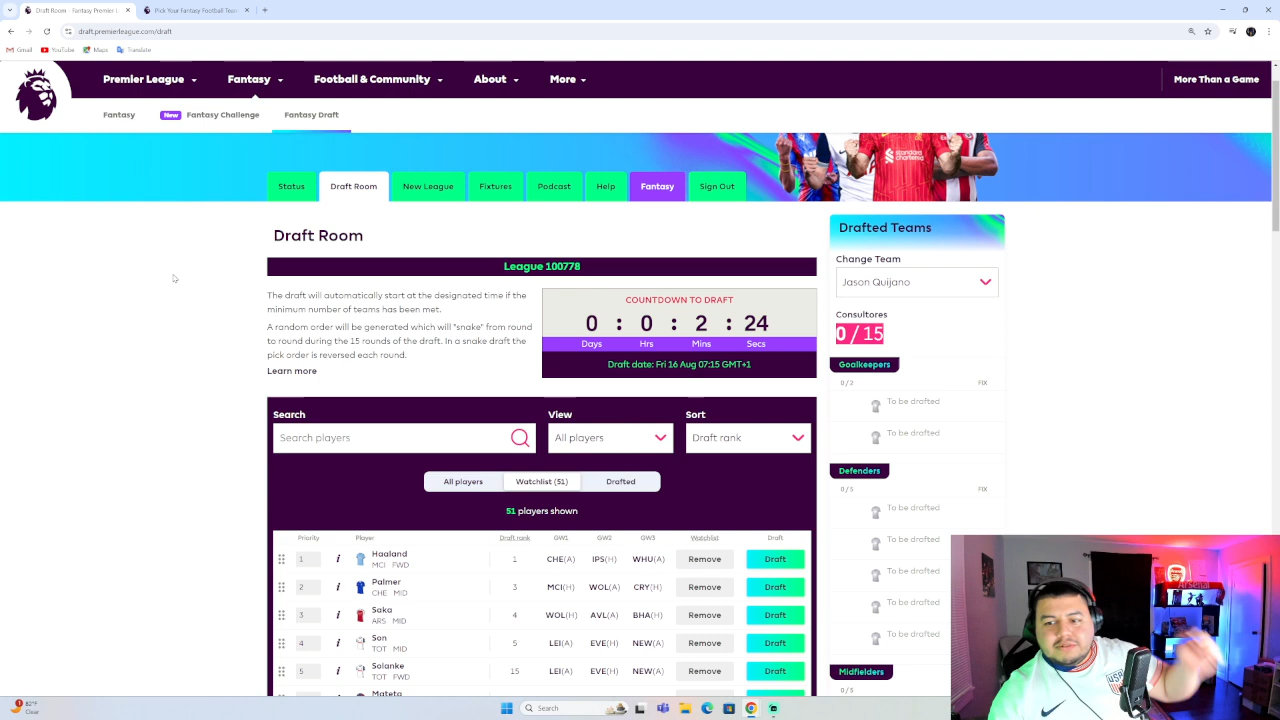 Draft Room - Fantasy Premier l
Pick Your Fantasy Football Team
draft.premierleague.com/draft
Gmail YouTube Maps Translate
Premier League Fantasy Football & Community About More More Than a Game
Fantasy New Fantasy Challenge Fantasy Draft
standard chartered
Status Draft Room New League Fixtures Podcast Help Fantasy Sign Out
Draft Room
League 100778
The draft will automatically start at the designated time if the
minimum number of teams has been met.
A random order will be generated which will "snake" from round
to round during the 15 rounds of the draft. In a snake draft the
pick order is reversed each round.
Learn more
COUNTDOWN TO DRAFT
0 : 0 : 2 : 24
Days Hrs Mins Secs
Draft date: Fri 16 Aug 07:15 GMT+1
Search View Sort
Search players All players Draft rank
All players Watchlist (51) Drafted
51 players shown
Priority Player Draft rank GW1 GW2 GW3 Watchlist Draft
1 i Haaland 1 CHE(A) IPS(H) WHU(A) Remove Draft
MCI FWD
2 i Palmer 3 MCI(H) WOL(A) CRY(H) Remove Draft
CHE MID
3 i Saka 4 WOL(H) AVL(A) BHA(H) Remove Draft
ARS MID
4 i Son 5 LEI(A) EVE(H) NEW(A) Remove Draft
TOT MID
5 i Solanke 15 LEI(A) EVE(H) NEW(A) Remove Draft
TOT FWD
Mateta
Drafted Teams
Change Team
Jason Quijano
Consultores
0 / 15
Goalkeepers
0/2 FIX
To be drafted
To be drafted
Defenders
0/5 FIX
To be drafted
To be drafted
To be drafted
To be drafted
To be drafted
Midfielders
0/5
Arsenal
82°F
Clear
Search